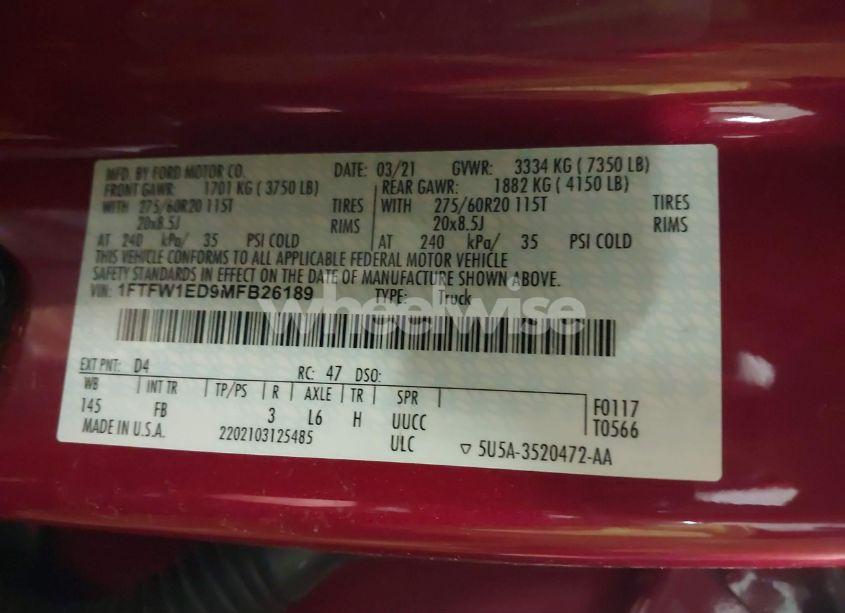 MFD. BY FORD MOTOR CO. DATE: 03/21 GVWR: 3334 KG ( 7350 LB)
FRONT GAWR: 1701 KG ( 3750 LB) REAR GAWR: 1882 KG ( 4150 LB)
WITH 275/60R20 115T TIRES WITH 275/60R20 115T TIRES
20x8.5J RIMS 20x8.5J RIMS
AT 240 kPa/ 35 PSI COLD AT 240 kPa/ 35 PSI COLD
THIS VEHICLE CONFORMS TO ALL APPLICABLE FEDERAL MOTOR VEHICLE
SAFETY STANDARDS IN EFFECT ON THE DATE OF MANUFACTURE SHOWN ABOVE.
VIN: 1FTFW1ED9MFB26189 TYPE: Truck
wheelwise
EXT PNT: D4 RC: 47 DSO:
WB INT TR TP/PS R AXLE TR SPR
145 FB 3 L6 H UUCC F0117
MADE IN U.S.A. 2202103125485 ULC T0566
▽ 5U5A-3520472-AA